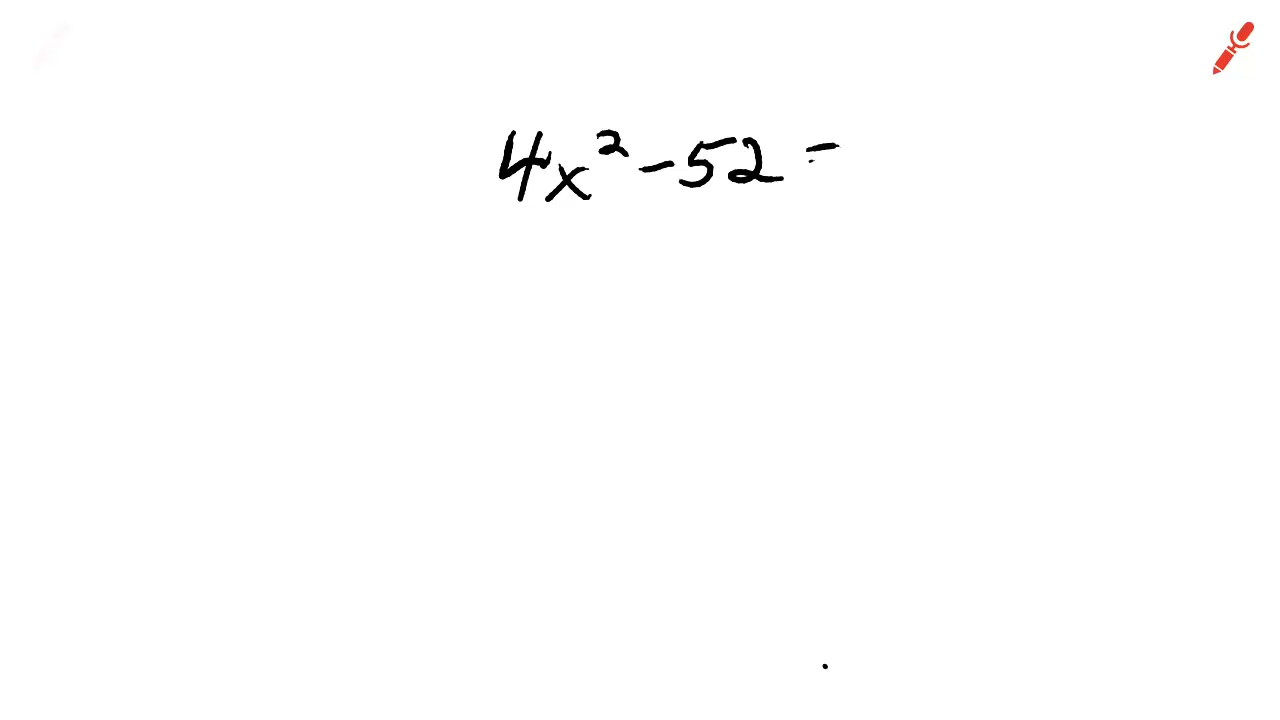 4x² - 52 =